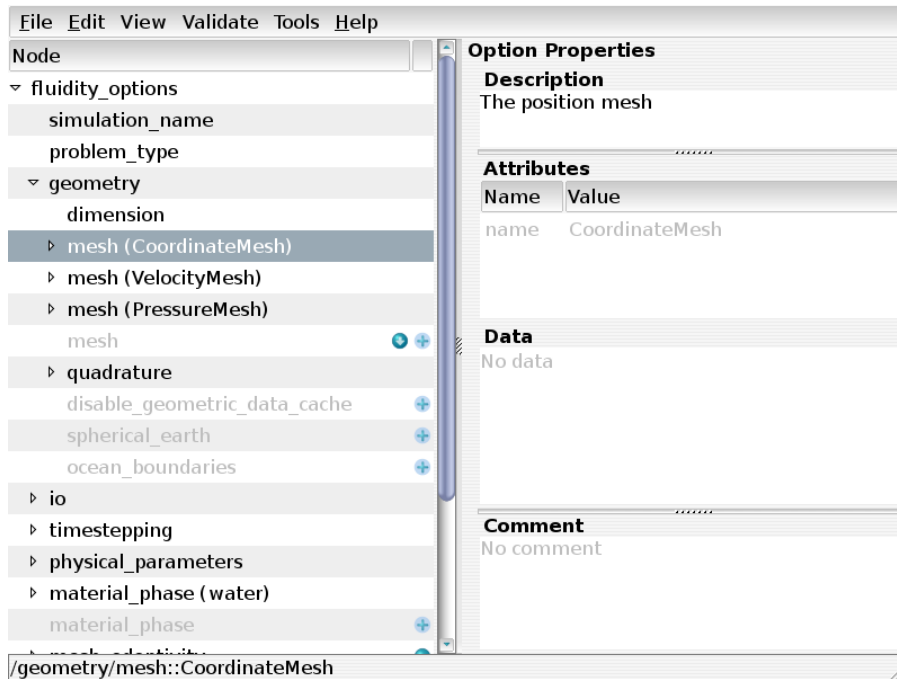 File Edit View Validate Tools Help
Node
fluidity_options
simulation_name
problem_type
geometry
dimension
mesh (CoordinateMesh)
mesh (VelocityMesh)
mesh (PressureMesh)
mesh
quadrature
disable_geometric_data_cache
spherical_earth
ocean_boundaries
io
timestepping
physical_parameters
material_phase (water)
material_phase
mesh_adaptivity
Option Properties
Description
The position mesh
Attributes
Name Value
name CoordinateMesh
Data
No data
Comment
No comment
/geometry/mesh::CoordinateMesh